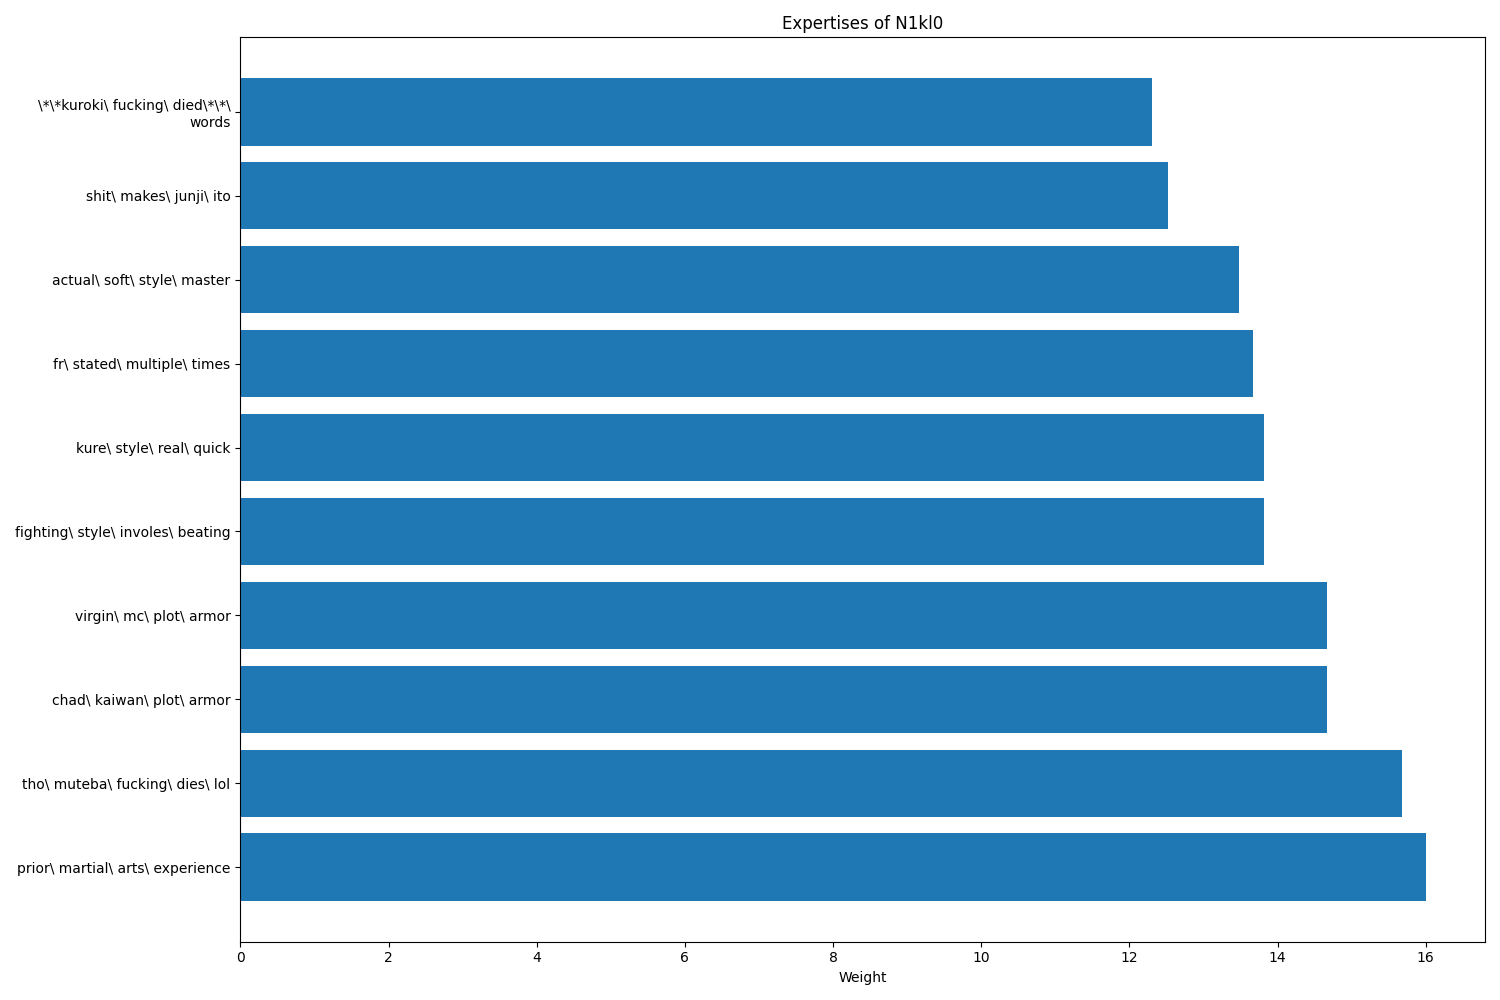 Expertises of N1kl0
\*\*kuroki\ fucking\ died\*\*\
words
shit\ makes\ junji\ ito
actual\ soft\ style\ master
fr\ stated\ multiple\ times
kure\ style\ real\ quick
fighting\ style\ involes\ beating
virgin\ mc\ plot\ armor
chad\ kaiwan\ plot\ armor
tho\ muteba\ fucking\ dies\ lol
prior\ martial\ arts\ experience
0 2 4 6 8 10 12 14 16
Weight